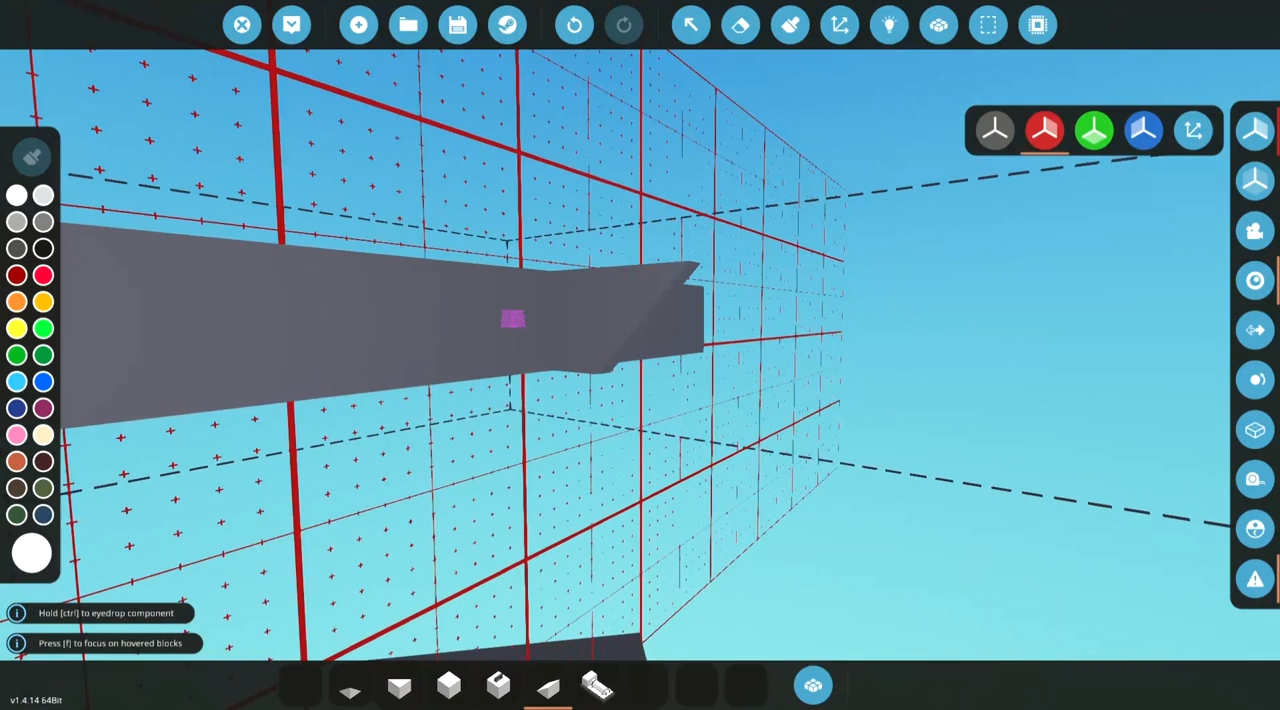 Hold [ctrl] to eyedrop component
Press [f] to focus on hovered blocks
v1.4.14 64Bit